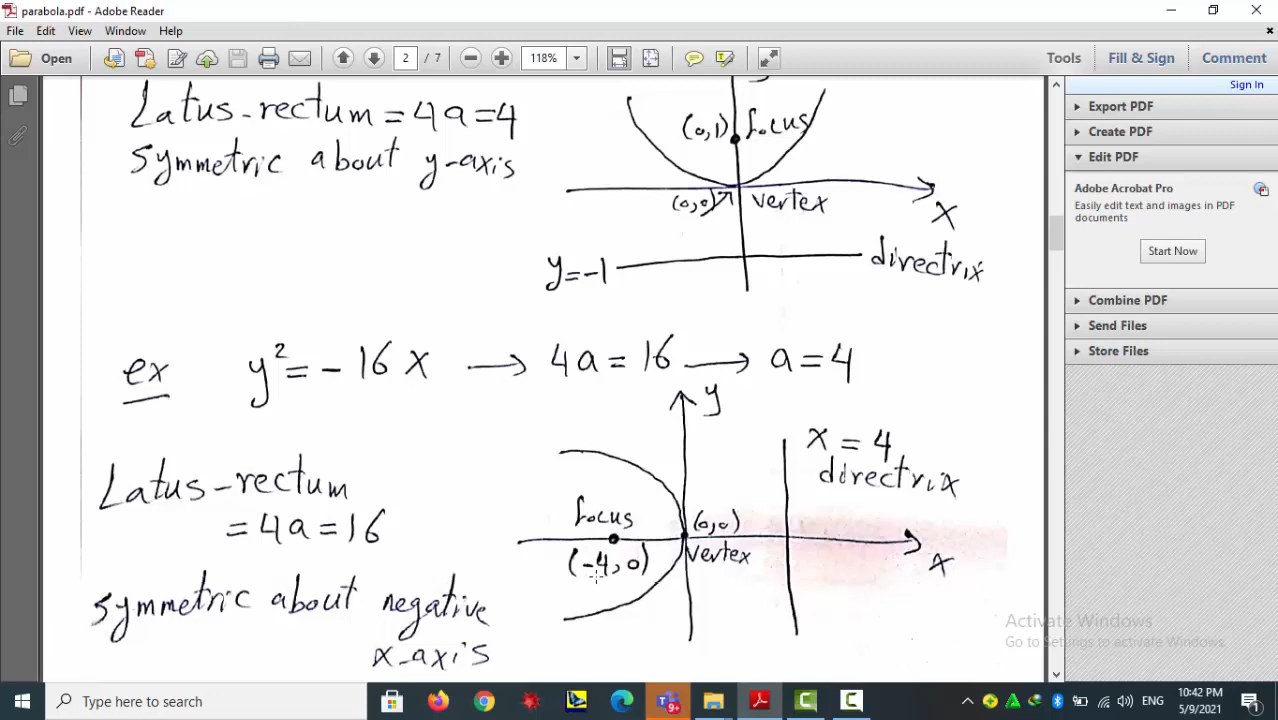 parabola.pdf - Adobe Reader
File Edit View Window Help
Open 2 / 7 118% Tools Fill & Sign Comment
Sign In
Export PDF
Create PDF
Edit PDF
Adobe Acrobat Pro
Easily edit text and images in PDF
documents
Start Now
Combine PDF
Send Files
Store Files
Latus-rectum = 4a = 4
symmetric about y-axis
(0,1) focus
(0,0) vertex
x
y = -1 directrix
ex y² = - 16 x → 4a = 16 → a = 4
y
x = 4
directrix
Latus-rectum
= 4a = 16
focus (0,0)
(-4,0) vertex
x
symmetric about negative
x-axis
Activate Windows
Go to Settings to activate Windows.
Type here to search
9+
ENG
10:42 PM
5/9/2021
1